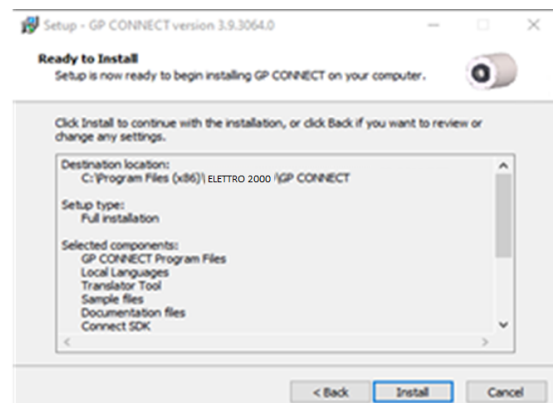 Setup - GP CONNECT version 3.9.3064.0
Ready to Install
Setup is now ready to begin installing GP CONNECT on your computer.
Click Install to continue with the installation, or click Back if you want to review or
change any settings.
Destination location:
C:\Program Files (x86)\ ELETTRO 2000 \GP CONNECT
Setup type:
Full installation
Selected components:
GP CONNECT Program Files
Local Languages
Translator Tool
Sample files
Documentation files
Connect SDK
< Back
Install
Cancel